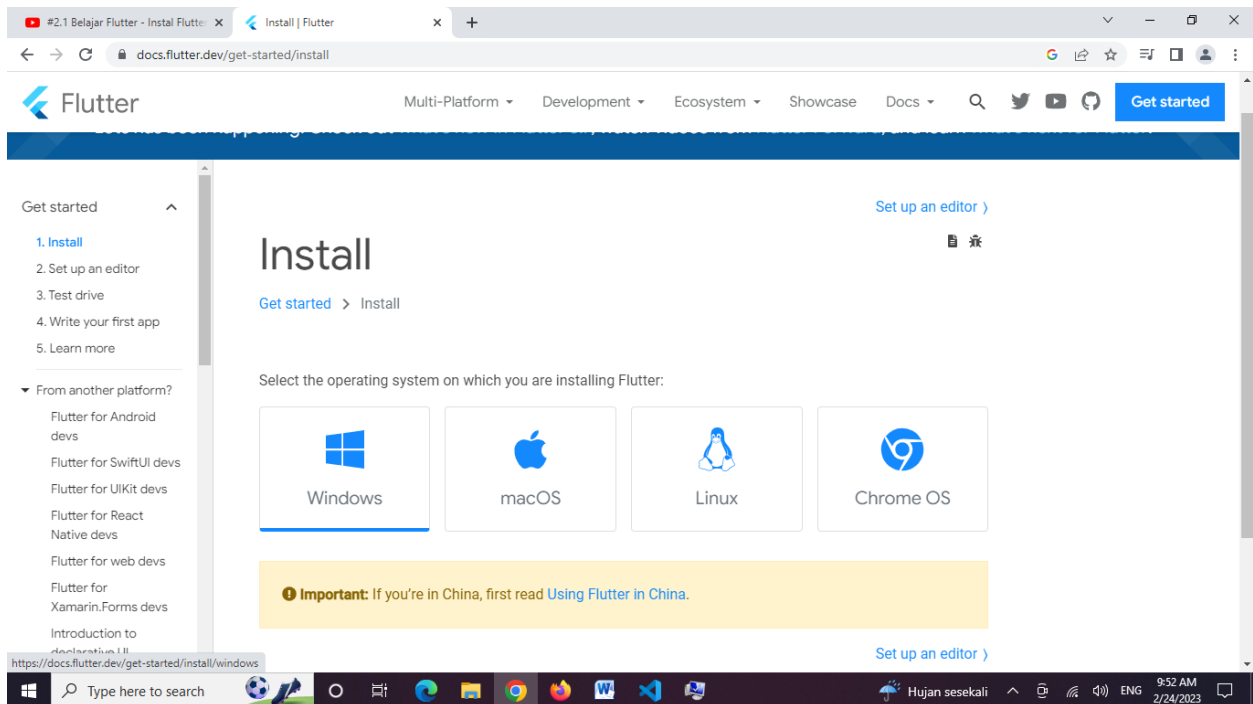 #2.1 Belajar Flutter - Instal Flutte
Install | Flutter
docs.flutter.dev/get-started/install
Flutter
Multi-Platform
Development
Ecosystem
Showcase
Docs
Get started
Get started
1. Install
2. Set up an editor
3. Test drive
4. Write your first app
5. Learn more
From another platform?
Flutter for Android
devs
Flutter for SwiftUI devs
Flutter for UIKit devs
Flutter for React
Native devs
Flutter for web devs
Flutter for
Xamarin.Forms devs
Introduction to
declarative UI
Set up an editor
Install
Get started > Install
Select the operating system on which you are installing Flutter:
Windows
macOS
Linux
Chrome OS
Important: If you're in China, first read Using Flutter in China.
Set up an editor
https://docs.flutter.dev/get-started/install/windows
Type here to search
Hujan sesekali
ENG
9:52 AM
2/24/2023